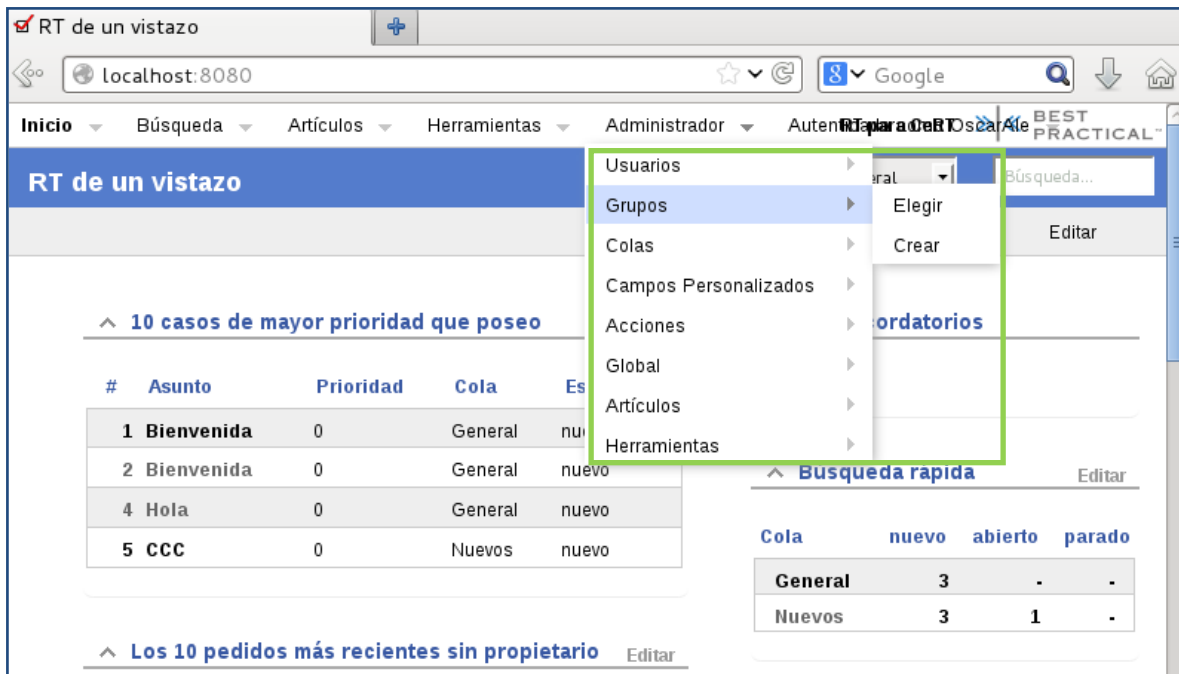 RT de un vistazo
localhost:8080
Google
Inicio Búsqueda Artículos Herramientas Administrador
BEST PRACTICAL™
RT de un vistazo
Búsqueda...
Editar
Usuarios
Grupos
Elegir
Colas
Crear
Campos Personalizados
Acciones
Global
Artículos
Herramientas
10 casos de mayor prioridad que poseo
# Asunto Prioridad Cola
1 Bienvenida 0 General
2 Bienvenida 0 General nuevo
4 Hola 0 General nuevo
5 CCC 0 Nuevos nuevo
Los 10 pedidos más recientes sin propietario Editar
Búsqueda rápida Editar
Cola nuevo abierto parado
General 3 - -
Nuevos 3 1 -